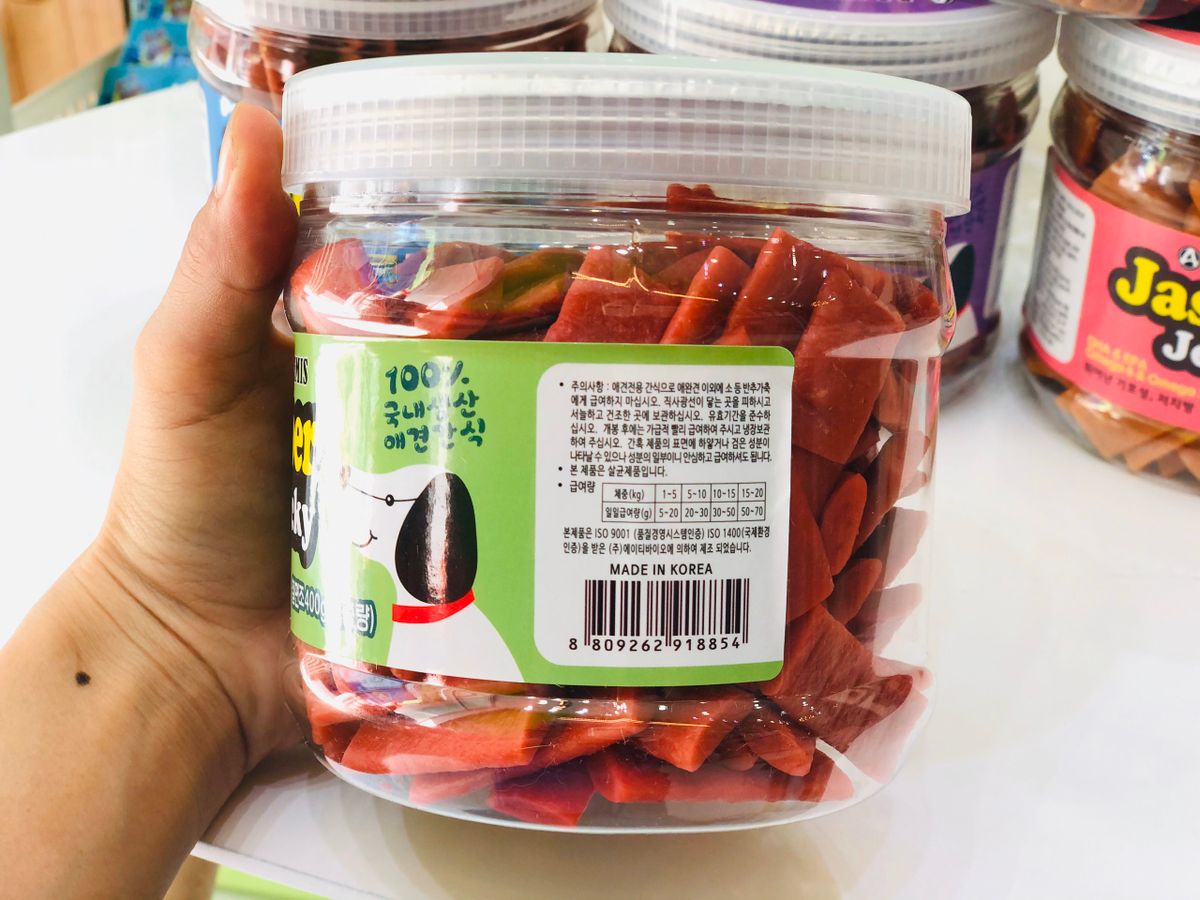 MIS
100%
국내생산
애견간식
400g
• 주의사항 : 애견전용 간식으로 애완견 이외에 소 등 반추가축
에게 급여하지 마십시오. 직사광선이 닿는 곳을 피하시고
서늘하고 건조한 곳에 보관하십시오. 유효기간을 준수하
십시오. 개봉 후에는 가급적 빨리 급여하여 주시고 냉장보관
하여 주십시오. 간혹 제품의 표면에 하얗거나 검은 성분이
나타날 수 있으나 성분의 일부이니 안심하고 급여하셔도 됩니다.
• 본 제품은 살균제품입니다.
• 급여량
체중(kg) 1~5 5~10 10~15 15~20
일일급여량(g) 5~20 20~30 30~50 50~70
본제품은 ISO 9001 (품질경영시스템인증) ISO 1400(국제환경
인증)을 받은 (주)에이티바이오에 의하여 제조 되었습니다.
MADE IN KOREA
8 809262 918854
Jas
Je